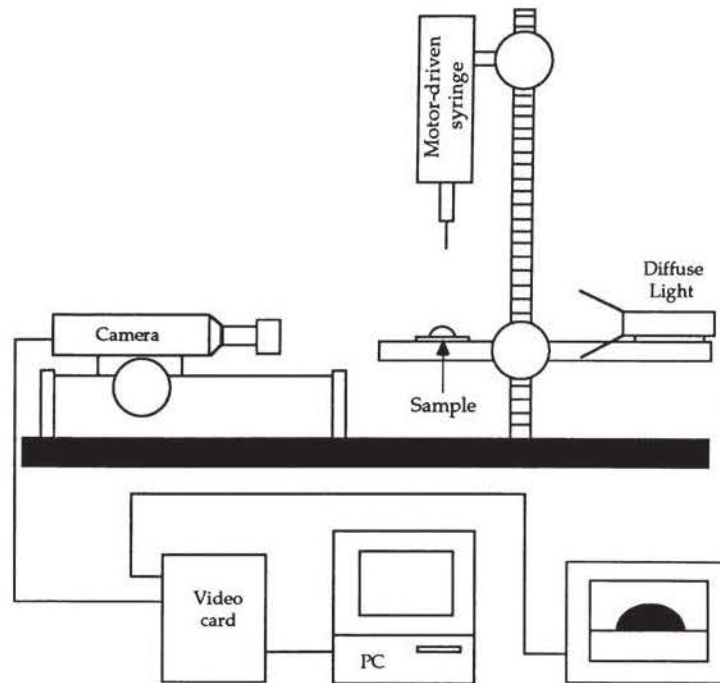 Motor-driven
syringe
Diffuse
Light
Camera
Sample
Video
card
PC